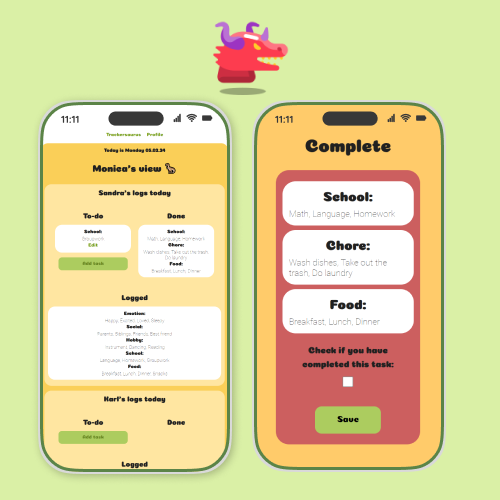 11:11
Trackersaurus Profile
Today is Monday 05.02.24
Monica's view
Sandra's logs today
To-do
Done
School:
Groupwork
Edit
Add task
School:
Math, Language, Homework
Chore:
Wash dishes, Take out the trash
Do laundry
Food:
Breakfast, Lunch, Dinner
Logged
Emotion:
Happy, Excited, Loved, Sleepy
Social:
Parents, Siblings, Friends, Best friend
Hobby:
Instrument, Dancing, Reading
School:
Language, Homework, Groupwork
Food:
Breakfast, Lunch, Dinner, Snacks
Karl's logs today
To-do
Done
Add task
Logged
11:11
Complete
School:
Math, Language, Homework
Chore:
Wash dishes, Take out the
trash, Do laundry
Food:
Breakfast, Lunch, Dinner
Check if you have
completed this task:
Save